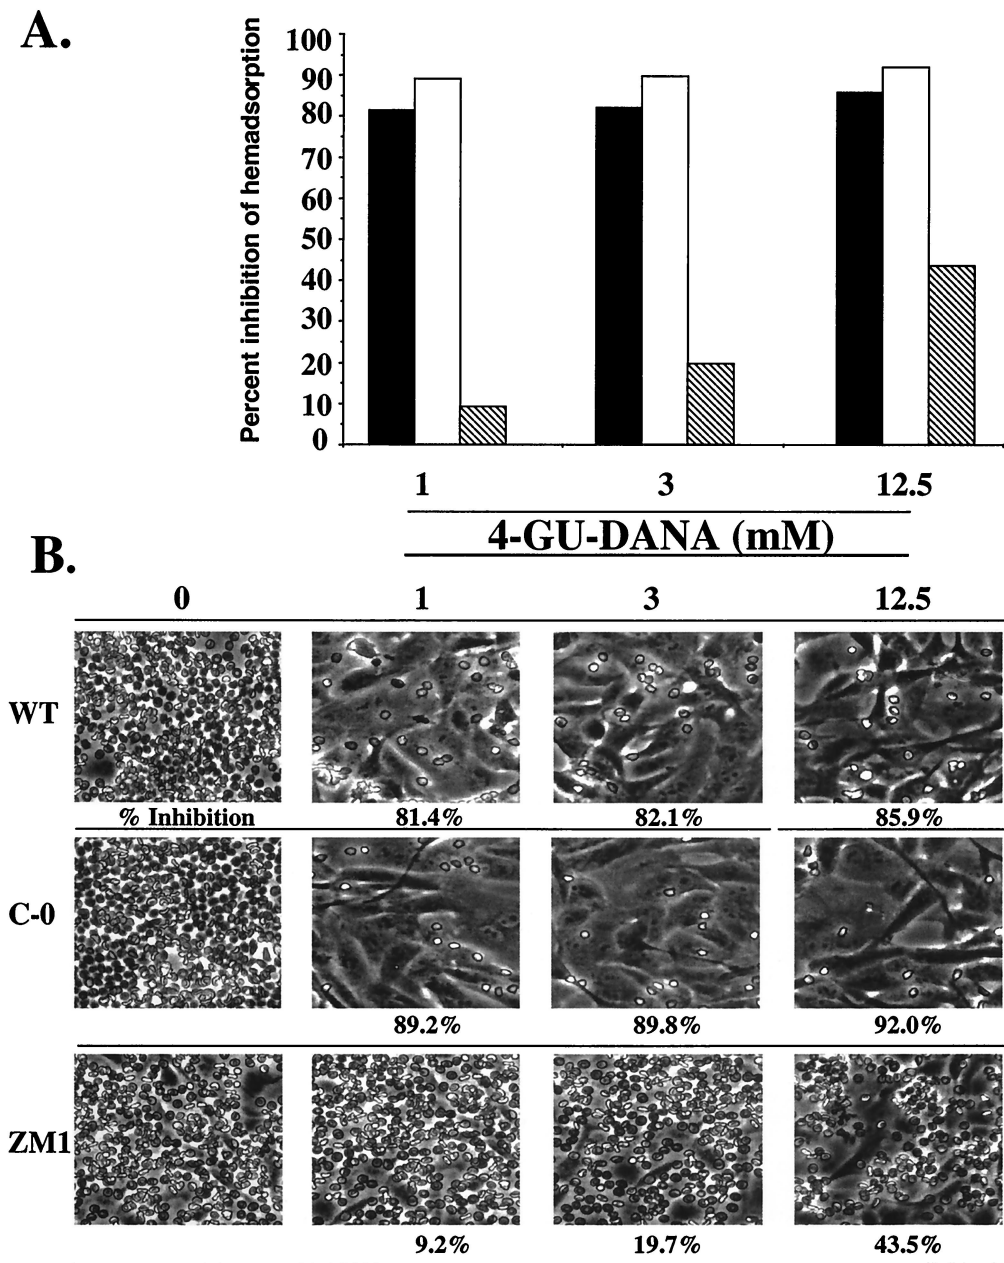 A.
Percent inhibition of hemadsorption
100
90
80
70
60
50
40
30
20
10
0
1 3 12.5
4-GU-DANA (mM)
B.
0 1 3 12.5
WT
% Inhibition 81.4% 82.1% 85.9%
C-0
89.2% 89.8% 92.0%
ZM1
9.2% 19.7% 43.5%